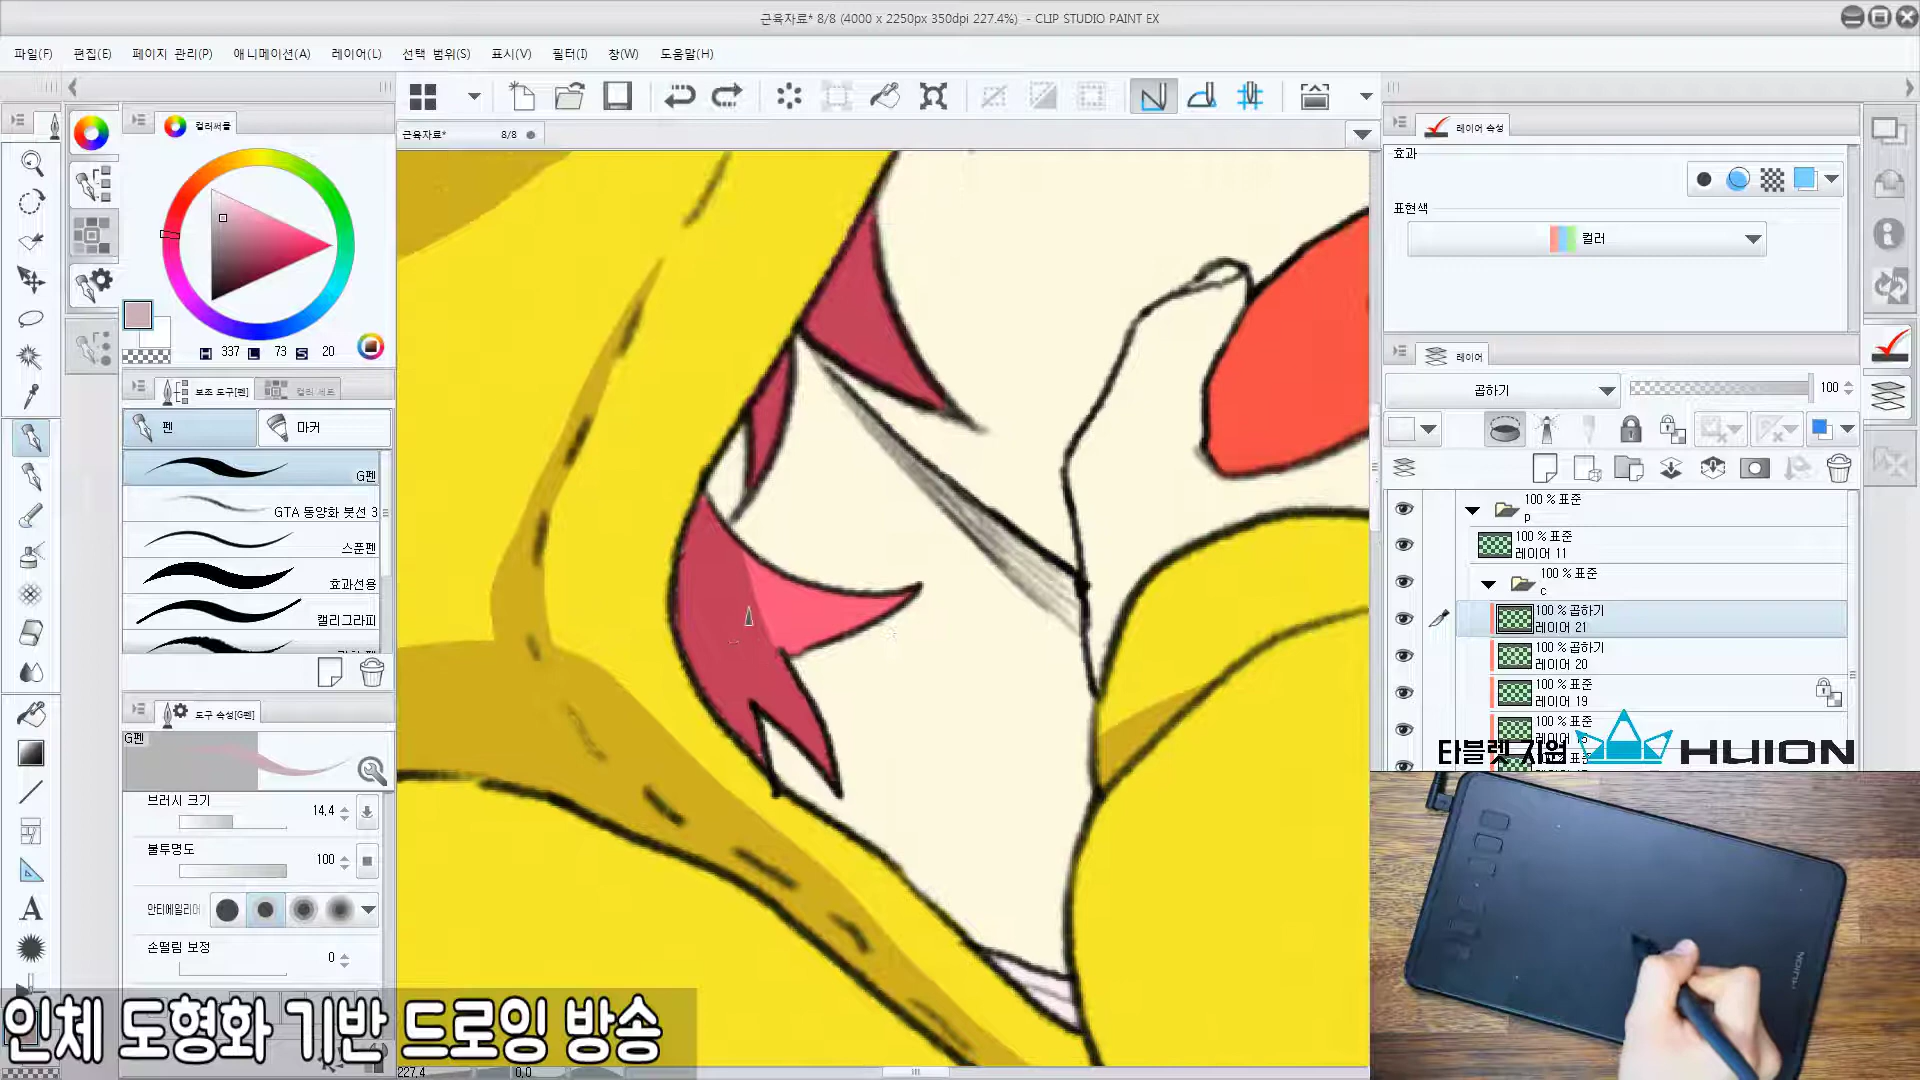 근육자료* 8/8 (4000 x 2250px 350dpi 227.4%) - CLIP STUDIO PAINT EX
파일(F) 편집(E) 페이지 관리(P) 애니메이션(A) 레이어(L) 선택 범위(S) 표시(V) 필터(I) 창(W) 도움말(H)
컬러써클
근육자료* 8/8
레이어 속성
효과
표현색
컬러
H 337 L 73 S 20
보조 도구[펜] 컬러 세트
펜 마커
G펜
GTA 동양화 붓선 3
스푼펜
효과선용
캘리그라피
레이어
곱하기 100
100 % 표준
p
100 % 표준
레이어 11
100 % 표준
c
100 % 곱하기
레이어 21
100 % 곱하기
레이어 20
100 % 표준
레이어 19
100 % 표준
도구 속성[G펜]
G펜
브러시 크기 14.4
불투명도 100
안티에일리어
손떨림 보정 0
타블렛 지원 HUION
HUION
인체 도형화 기반 드로잉 방송
227.4 0,0